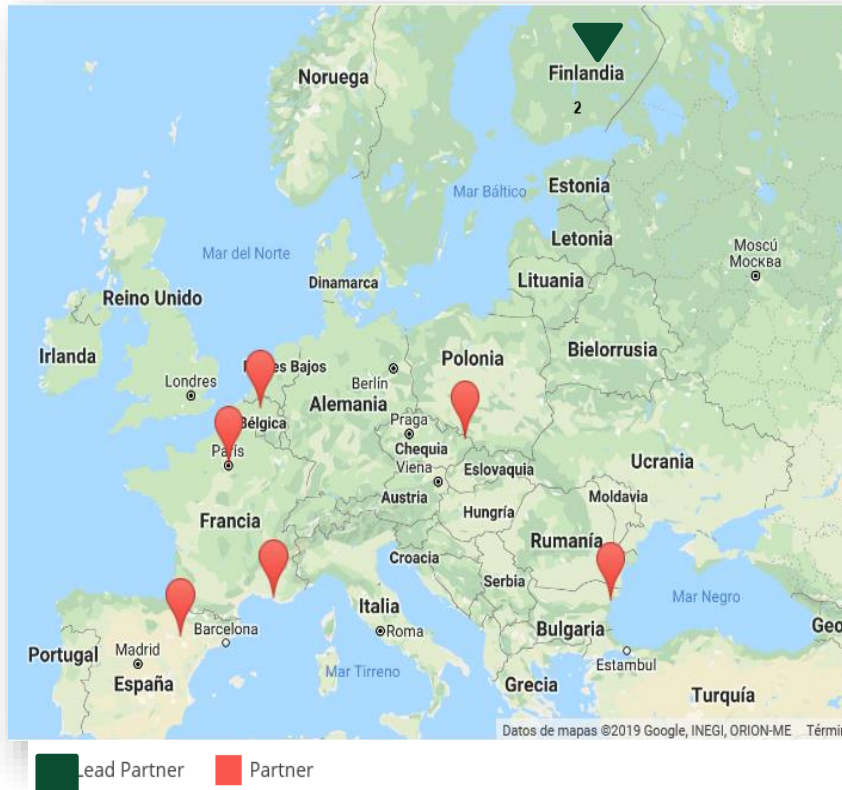 Noruega
Finlandia
2
Mar Báltico
Estonia
Letonia
Moscú
Москва
Mar del Norte
Dinamarca
Lituania
Reino Unido
Bielorrusia
Irlanda
Polonia
Bajos
Londres
Berlín
Alemania
Bélgica
Praga
Chequia
París
Ucrania
Viena
Eslovaquia
Austria
Moldavia
Hungría
Francia
Rumanía
Croacia
Serbia
Mar Negro
Italia
Barcelona
Roma
Bulgaria
Geo
Portugal
Madrid
España
Mar Tirreno
Estambul
Grecia
Turquía
Datos de mapas ©2019 Google, INEGI, ORION-ME Térmi
Lead Partner Partner